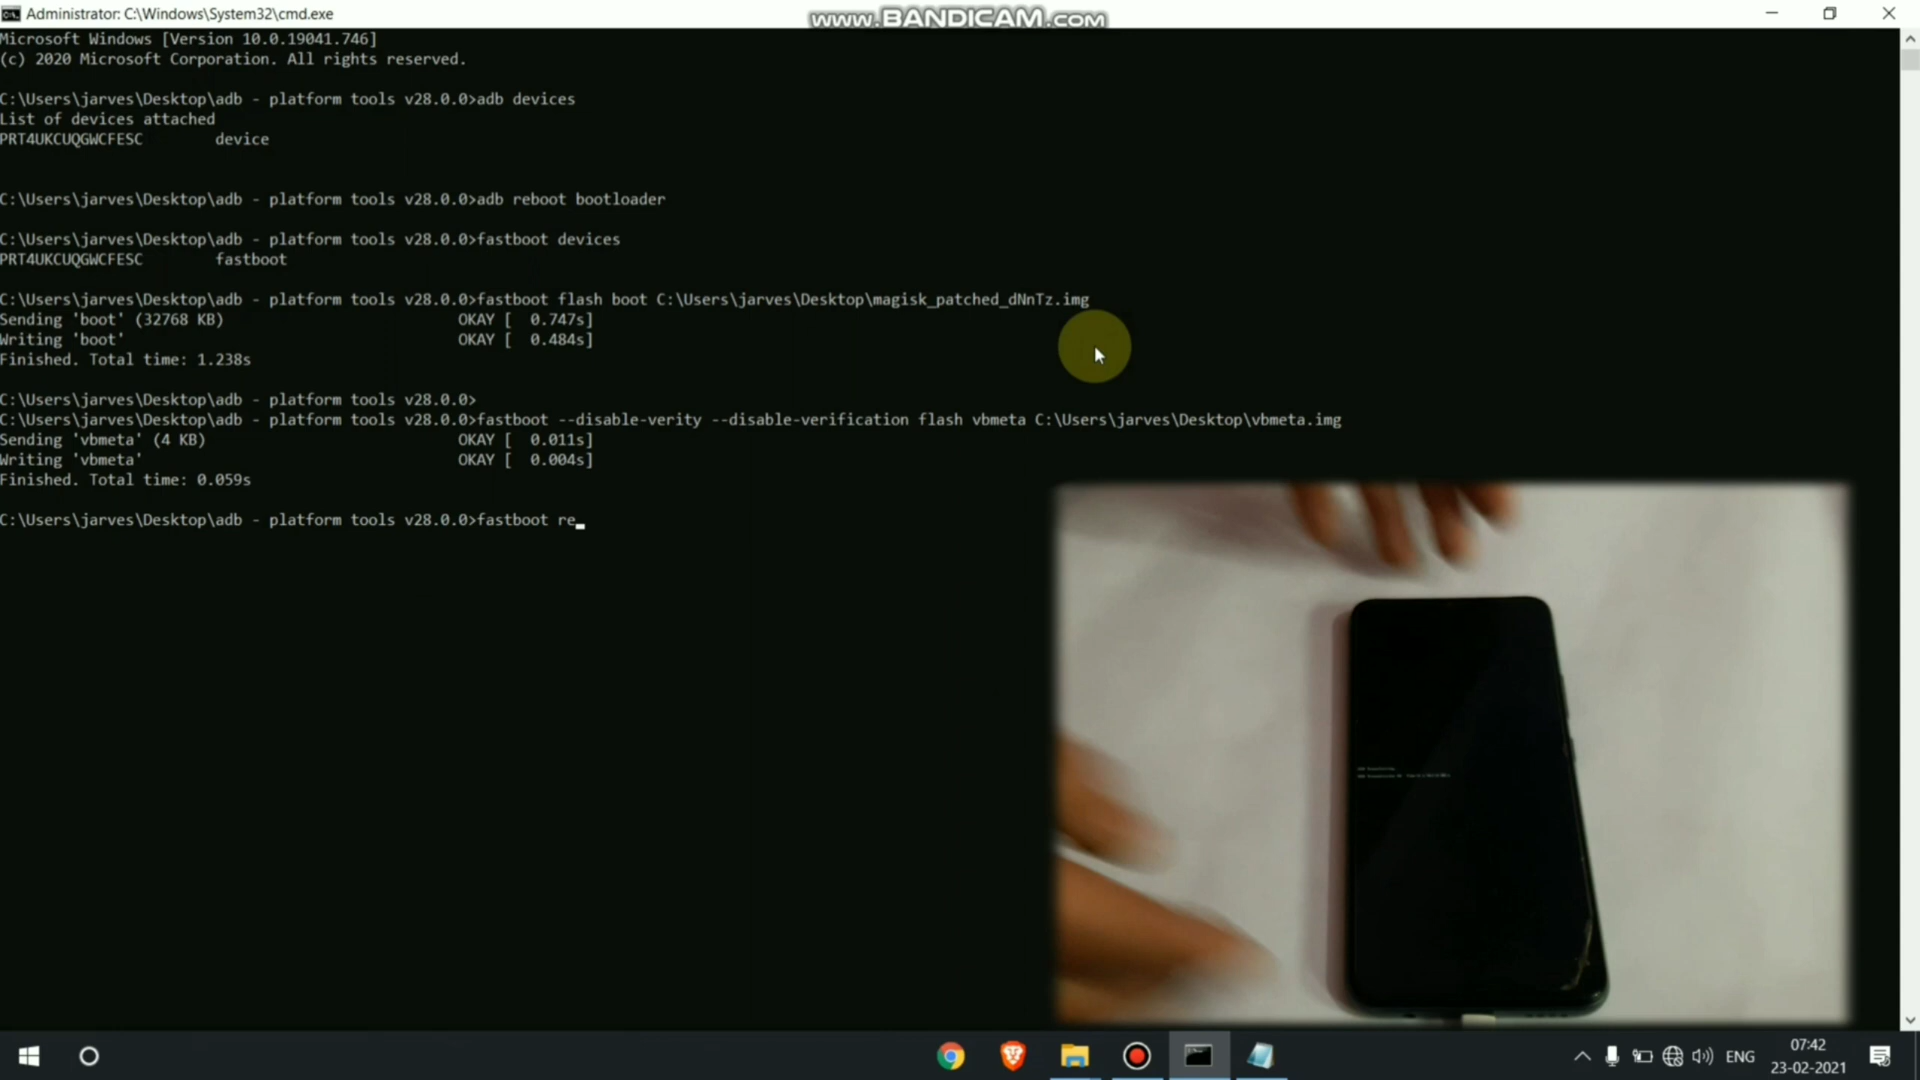 Administrator: C:\Windows\System32\cmd.exe
www.BANDICAM.com
Microsoft Windows [Version 10.0.19041.746]
(c) 2020 Microsoft Corporation. All rights reserved.
C:\Users\jarves\Desktop\adb - platform tools v28.0.0>adb devices
List of devices attached
PRT4UKCUQGWCFESC device
C:\Users\jarves\Desktop\adb - platform tools v28.0.0>adb reboot bootloader
C:\Users\jarves\Desktop\adb - platform tools v28.0.0>fastboot devices
PRT4UKCUQGWCFESC fastboot
C:\Users\jarves\Desktop\adb - platform tools v28.0.0>fastboot flash boot C:\Users\jarves\Desktop\magisk_patched_dNnTz.img
Sending 'boot' (32768 KB) OKAY [ 0.747s]
Writing 'boot' OKAY [ 0.484s]
Finished. Total time: 1.238s
C:\Users\jarves\Desktop\adb - platform tools v28.0.0>
C:\Users\jarves\Desktop\adb - platform tools v28.0.0>fastboot --disable-verity --disable-verification flash vbmeta C:\Users\jarves\Desktop\vbmeta.img
Sending 'vbmeta' (4 KB) OKAY [ 0.011s]
Writing 'vbmeta' OKAY [ 0.004s]
Finished. Total time: 0.059s
C:\Users\jarves\Desktop\adb - platform tools v28.0.0>fastboot re_
ENG
07:42
23-02-2021